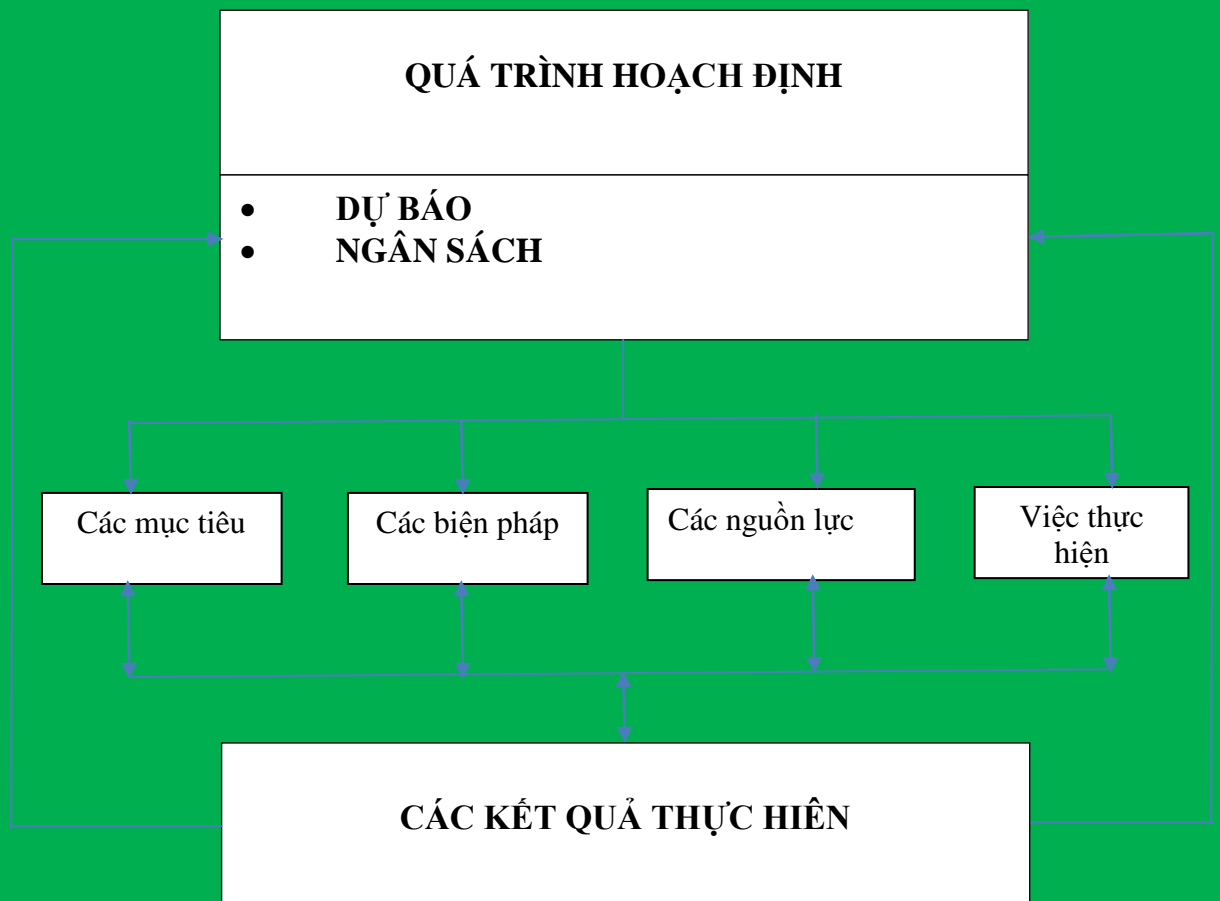 QUÁ TRÌNH HOẠCH ĐỊNH
• DỰ BÁO
• NGÂN SÁCH
Các mục tiêu
Các biện pháp
Các nguồn lực
Việc thực
hiện
CÁC KẾT QUẢ THỰC HIÊN